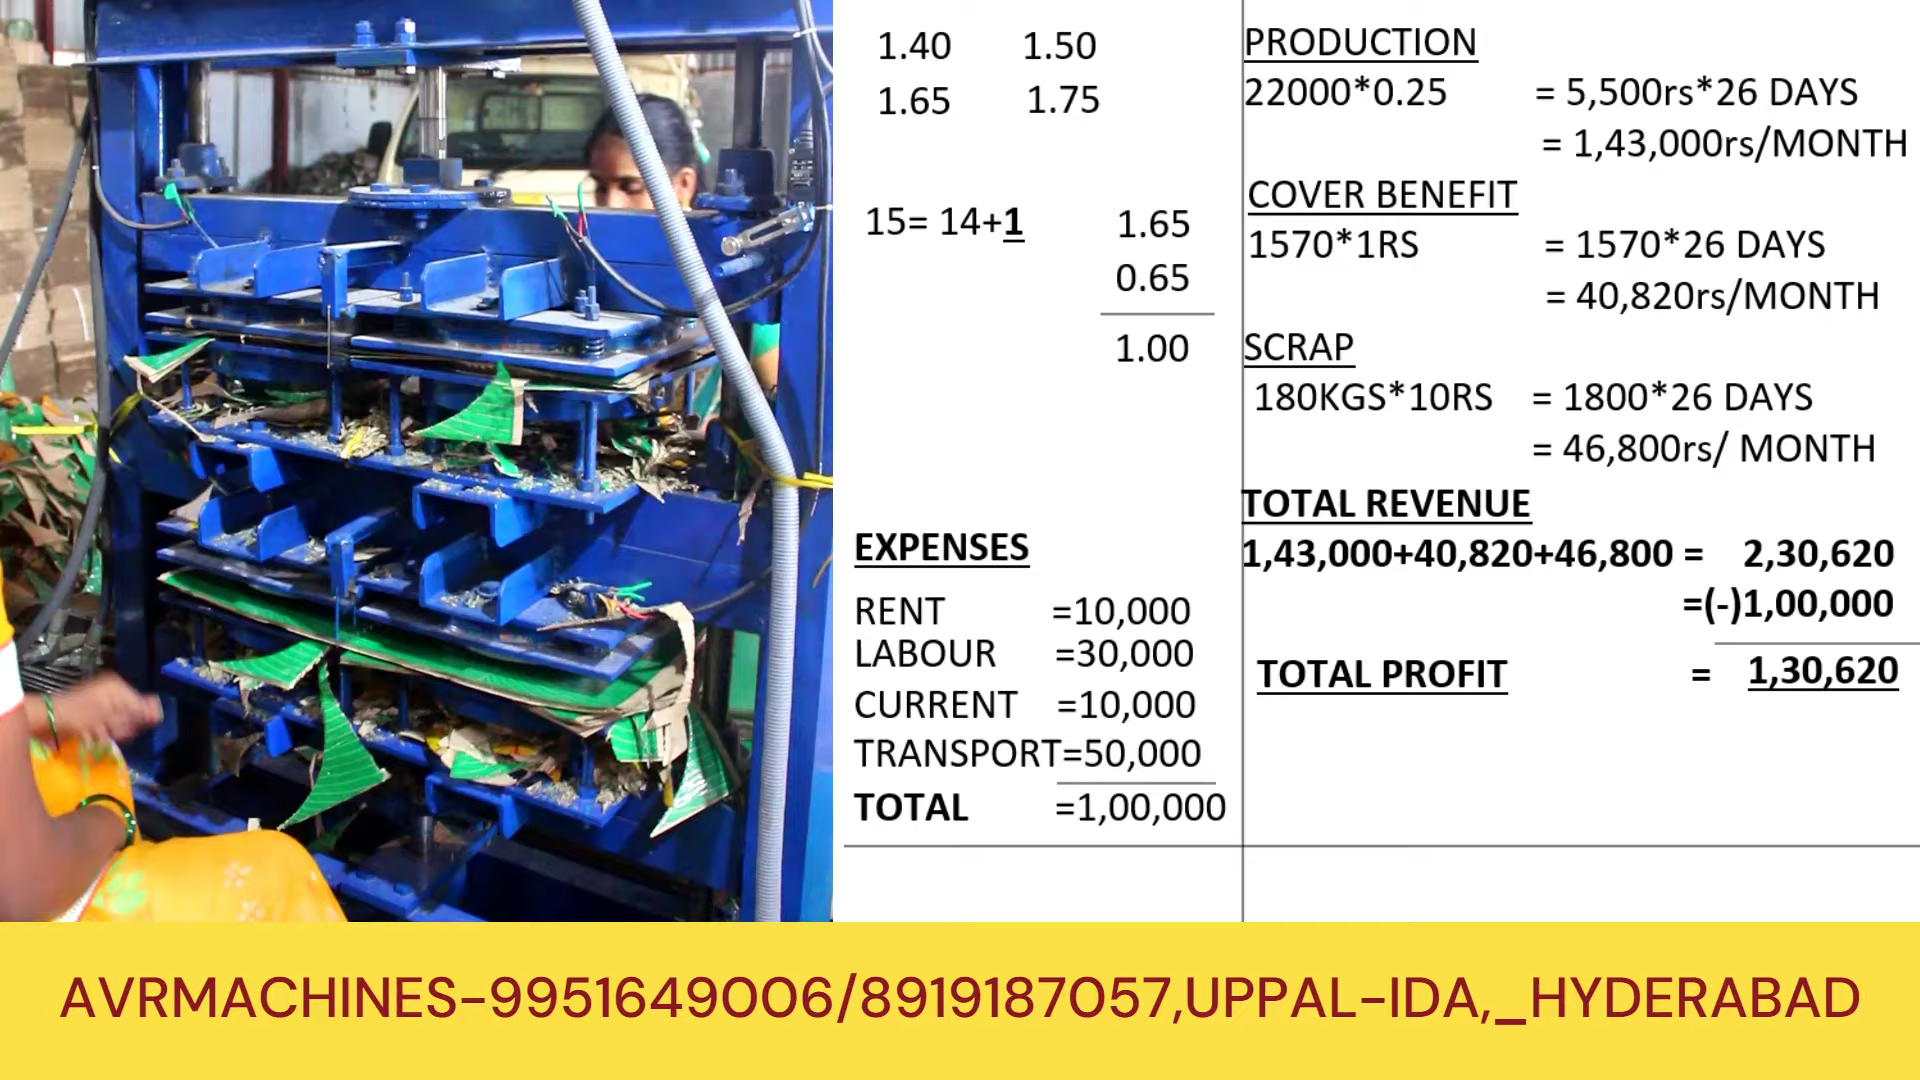 1.40 1.50
1.65 1.75
15= 14+1 1.65
0.65
1.00
EXPENSES
RENT =10,000
LABOUR =30,000
CURRENT =10,000
TRANSPORT=50,000
TOTAL =1,00,000
PRODUCTION
22000*0.25 = 5,500rs*26 DAYS
= 1,43,000rs/MONTH
COVER BENEFIT
1570*1RS = 1570*26 DAYS
= 40,820rs/MONTH
SCRAP
180KGS*10RS = 1800*26 DAYS
= 46,800rs/ MONTH
TOTAL REVENUE
1,43,000+40,820+46,800 = 2,30,620
=(-)1,00,000
TOTAL PROFIT = 1,30,620
AVRMACHINES-9951649006/8919187057,UPPAL-IDA,_HYDERABAD